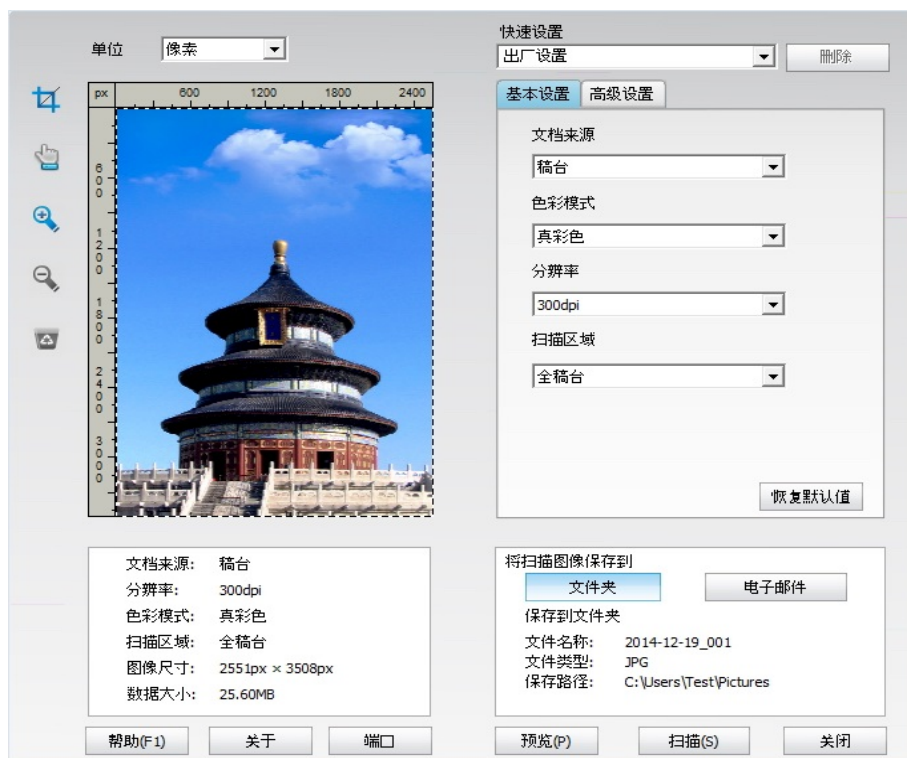 单位 像索
快速设置
出厂设置 删除
px 600 1200 1800 2400
600
1200
1800
2400
3000
基本设置 高级设置
文档来源
稿台
色彩模式
真彩色
分辨率
300dpi
扫描区域
全稿台
恢复默认值
文档来源: 稿台
分辨率: 300dpi
色彩模式: 真彩色
扫描区域: 全稿台
图像尺寸: 2551px × 3508px
数据大小: 25.60MB
将扫描图像保存到
文件夹 电子邮件
保存到文件夹
文件名称: 2014-12-19_001
文件类型: JPG
保存路径: C:\Users\Test\Pictures
帮助(F1) 关于 端口 预览(P) 扫描(S) 关闭